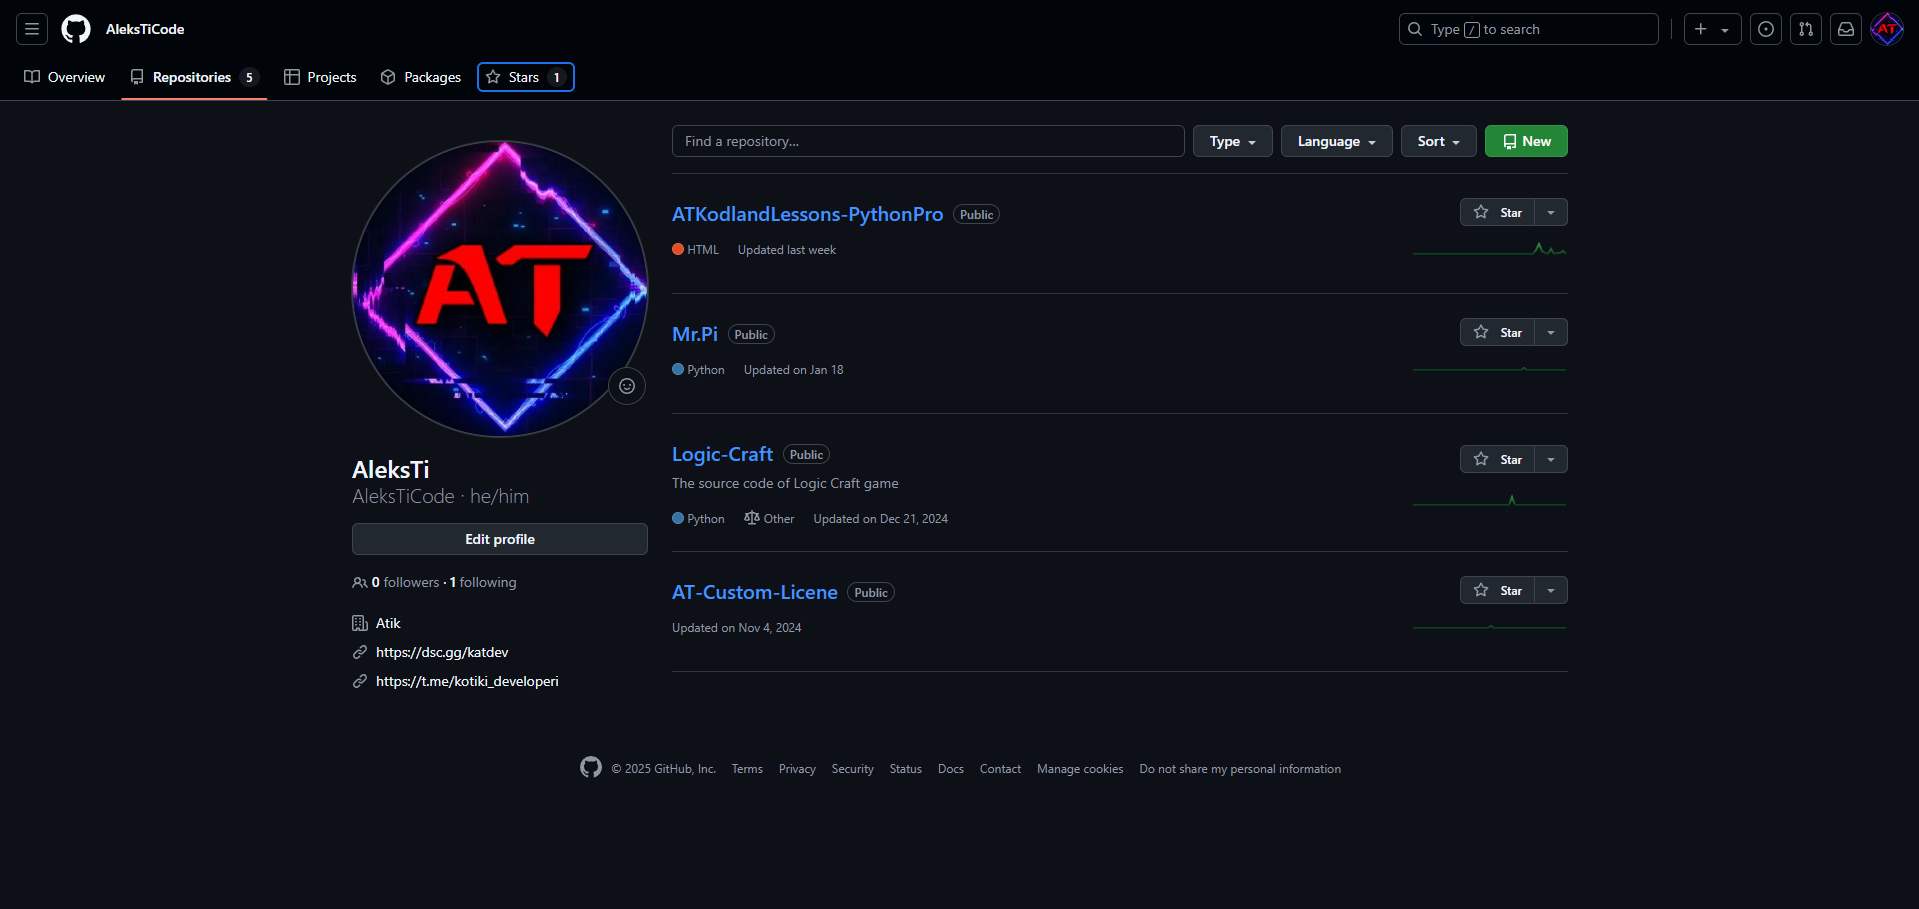 AleksTiCode
Type / to search
Overview
Repositories 5
Projects
Packages
Stars 1
Find a repository...
Type
Language
Sort
New
AT
AleksTi
AleksTiCode · he/him
Edit profile
0 followers · 1 following
Atik
https://dsc.gg/katdev
https://t.me/kotiki_developeri
ATKodlandLessons-PythonPro Public
Star
HTML Updated last week
Mr.Pi Public
Star
Python Updated on Jan 18
Logic-Craft Public
Star
The source code of Logic Craft game
Python Other Updated on Dec 21, 2024
AT-Custom-Licene Public
Star
Updated on Nov 4, 2024
© 2025 GitHub, Inc. Terms Privacy Security Status Docs Contact Manage cookies Do not share my personal information